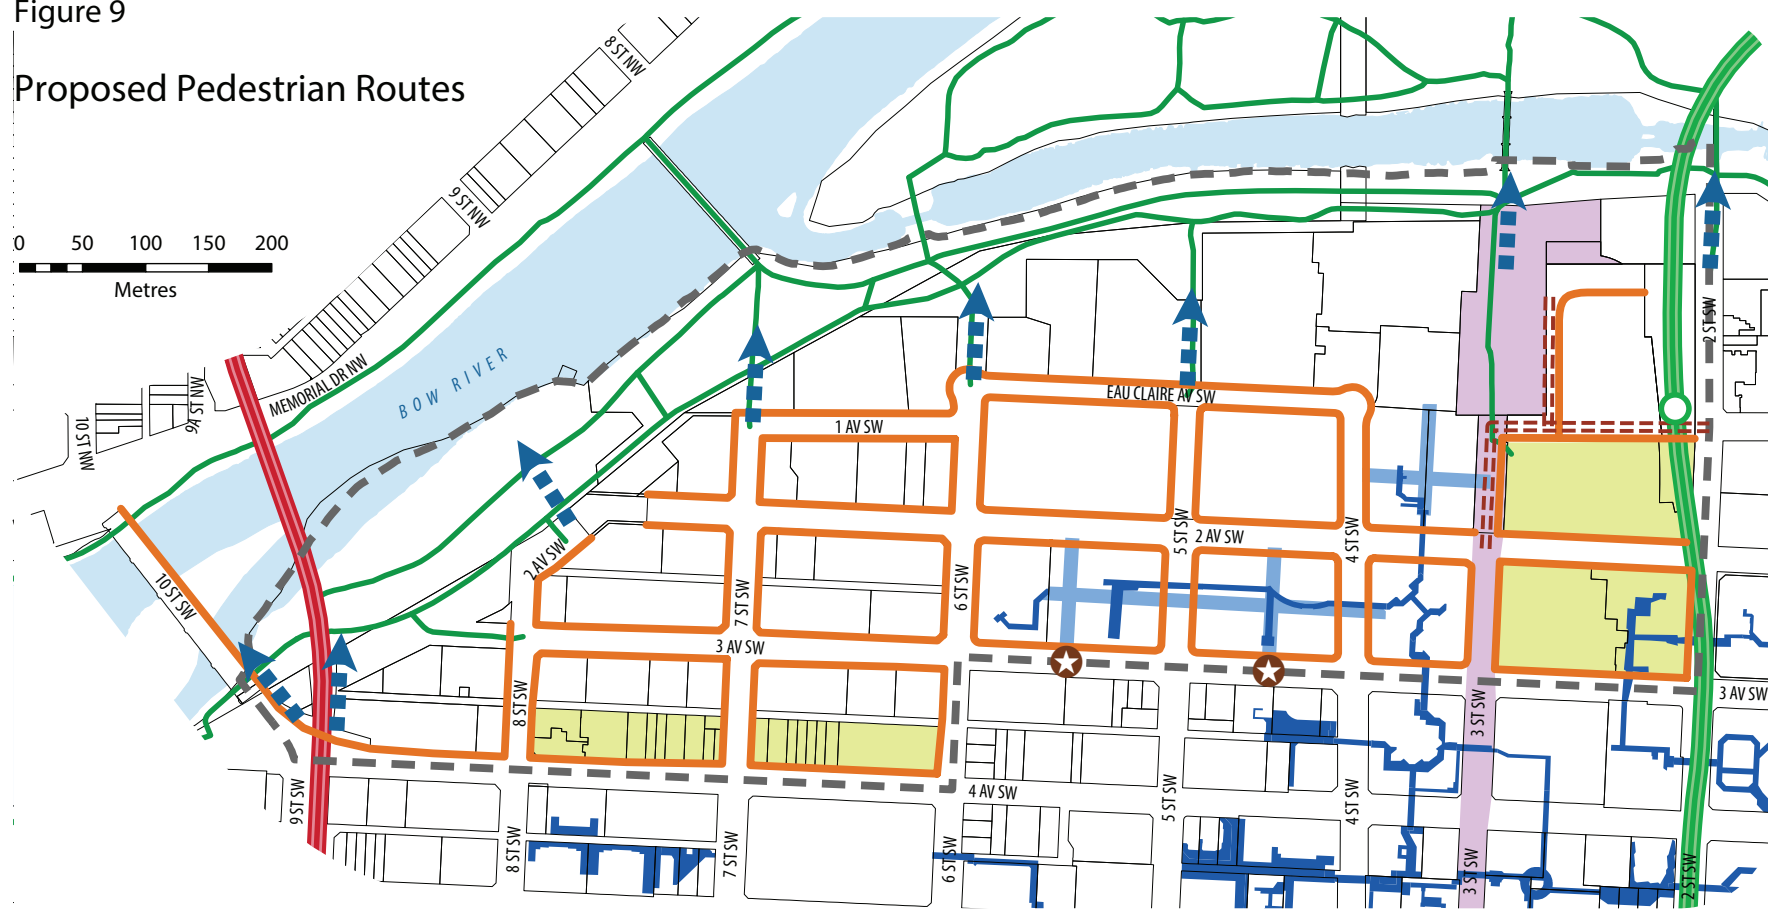 Figure 9
Proposed Pedestrian Routes
0 50 100 150 200
Metres
8 ST NW
9 ST NW
MEMORIAL DR NW
9A ST NW
10 ST NW
BOW RIVER
10 ST SW
2 AV SW
1 AV SW
EAU CLAIRE AV SW
2 ST SW
5 ST SW
2 AV SW
4 ST SW
7 ST SW
6 ST SW
3 AV SW
8 ST SW
3 ST SW
3 AV SW
9 ST SW
4 AV SW
5 ST SW
4 ST SW
8 ST SW
7 ST SW
6 ST SW
3 ST SW
2 ST SW